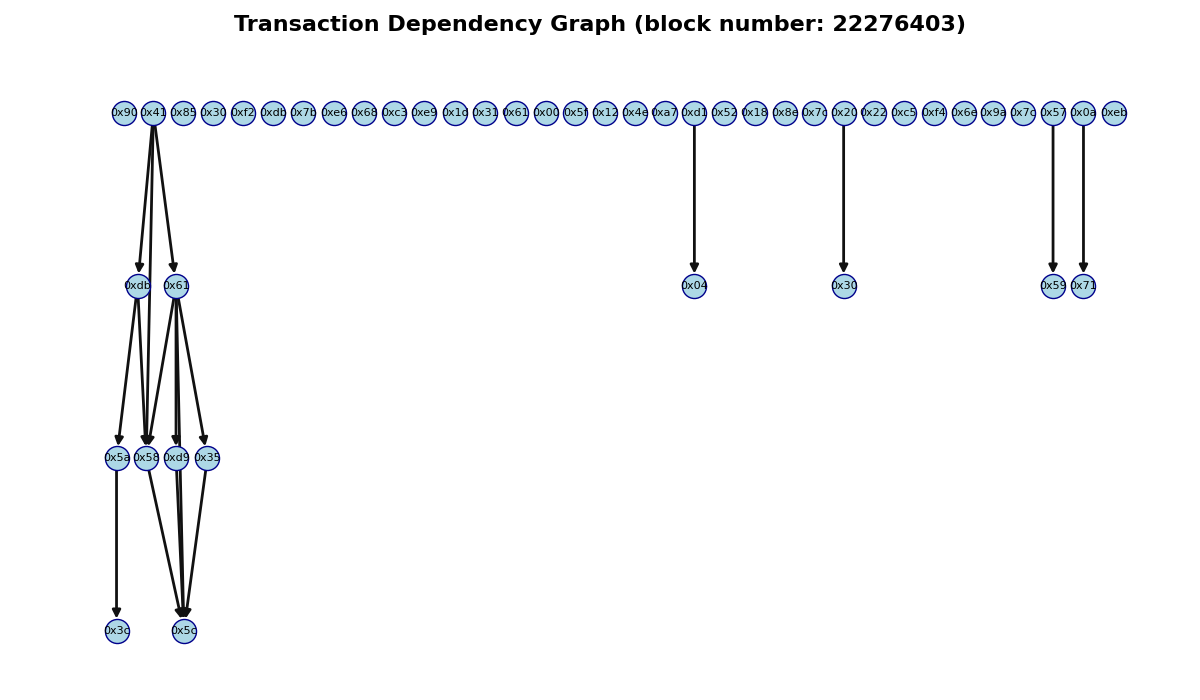 Transaction Dependency Graph (block number: 22276403)
0x90 0x41 0x85 0x30 0xf2 0xdb 0x7b 0xe6 0x68 0xc3 0xe9 0x1d 0x31 0x61 0x00 0x5f 0x12 0x4e 0xa7 0xd1 0x52 0x18 0x8e 0x7c 0x20 0x22 0xc5 0xf4 0x6e 0x9a 0x7c 0x57 0x0a 0xeb
0xdb 0x61 0x04 0x30 0x59 0x71
0x5a 0x58 0xd9 0x35
0x3c 0x5c